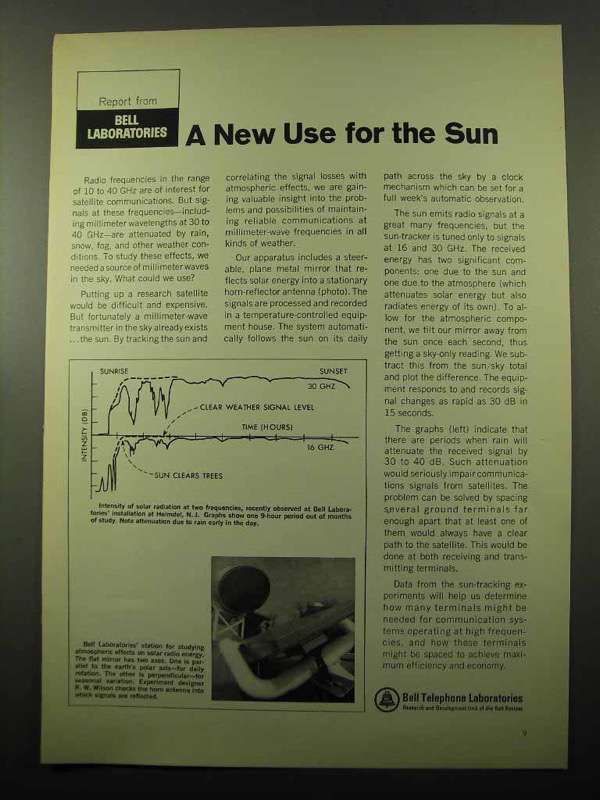 Report from
BELL
LABORATORIES
A New Use for the Sun
Radio frequencies in the range
of 10 to 40 GHz are of interest for
satellite communications. But sig-
nals at these frequencies—includ-
ing millimeter wavelengths at 30 to
40 GHz—are attenuated by rain,
snow, fog, and other weather con-
ditions. To study these effects, we
needed a source of millimeter waves
in the sky. What could we use?
Putting up a research satellite
would be difficult and expensive.
But fortunately a millimeter-wave
transmitter in the sky already exists
...the sun. By tracking the sun and
correlating the signal losses with
atmospheric effects, we are gain-
ing valuable insight into the prob-
lems and possibilities of maintain-
ing reliable communications at
millimeter-wave frequencies in all
kinds of weather.
Our apparatus includes a steer-
able, plane metal mirror that re-
flects solar energy into a stationary
horn-reflector antenna (photo). The
signals are processed and recorded
in a temperature-controlled equip-
ment house. The system automati-
cally follows the sun on its daily
path across the sky by a clock
mechanism which can be set for a
full week's automatic observation.
The sun emits radio signals at a
great many frequencies, but the
sun-tracker is tuned only to signals
at 16 and 30 GHz. The received
energy has two significant com-
ponents: one due to the sun and
one due to the atmosphere (which
attenuates solar energy but also
radiates energy of its own). To al-
low for the atmospheric compo-
nent, we tilt our mirror away from
the sun once each second, thus
getting a sky-only reading. We sub-
tract this from the sun-sky total
and plot the difference. The equip-
ment responds to and records sig-
nal changes as rapid as 30 dB in
15 seconds.
The graphs (left) indicate that
there are periods when rain will
attenuate the received signal by
30 to 40 dB. Such attenuation
would seriously impair communica-
tions signals from satellites. The
problem can be solved by spacing
several ground terminals far
enough apart that at least one of
them would always have a clear
path to the satellite. This would be
done at both receiving and trans-
mitting terminals.
Data from the sun-tracking ex-
periments will help us determine
how many terminals might be
needed for communication sys-
tems operating at high frequen-
cies, and how these terminals
might be spaced to achieve maxi-
mum efficiency and economy.
SUNRISE
SUNSET
30 GHZ
CLEAR WEATHER SIGNAL LEVEL
TIME (HOURS)
INTENSITY (DB)
16 GHZ
SUN CLEARS TREES
Intensity of solar radiation at two frequencies, recently observed at Bell Labora-
tories' installation at Holmdel, N. J. Graphs show one 9-hour period out of months
of study. Note attenuation due to rain early in the day.
Bell Laboratories' station for studying
atmospheric effects on solar radio energy.
The flat mirror has two axes. One is par-
allel to the earth's polar axis—for daily
rotation. The other is perpendicular—for
seasonal variation. Experiment designer
R. W. Wilson checks the horn antenna into
which signals are reflected.
Bell Telephone Laboratories
Research and Development Unit of the Bell System
9